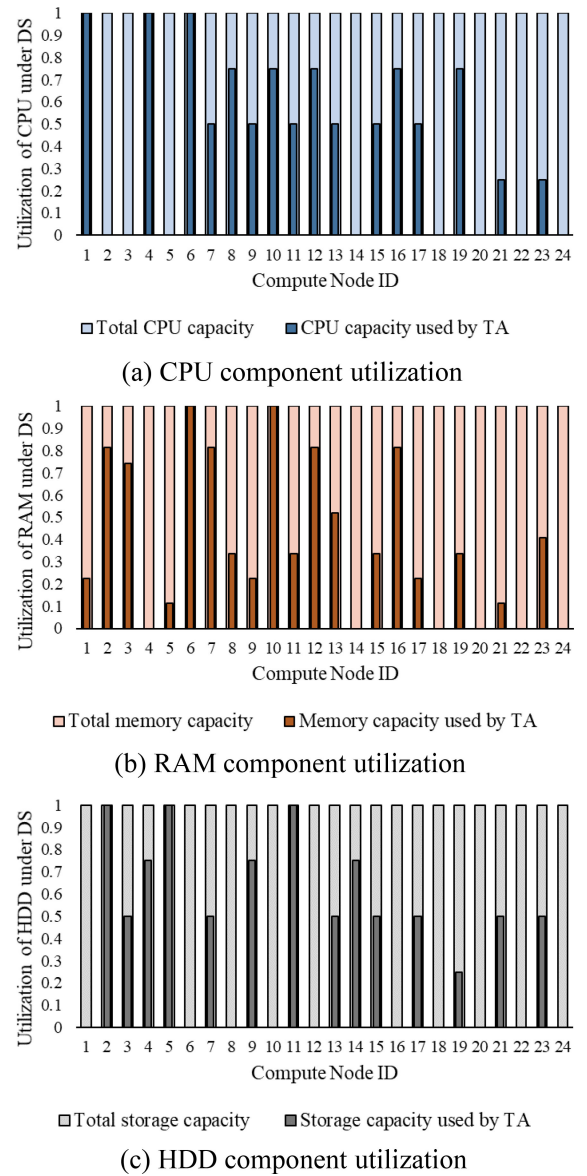 Utilization of CPU under DS
1
0.9
0.8
0.7
0.6
0.5
0.4
0.3
0.2
0.1
0
1 2 3 4 5 6 7 8 9 10 11 12 13 14 15 16 17 18 19 20 21 22 23 24
Compute Node ID
Total CPU capacity CPU capacity used by TA
(a) CPU component utilization
Utilization of RAM under DS
1
0.9
0.8
0.7
0.6
0.5
0.4
0.3
0.2
0.1
0
1 2 3 4 5 6 7 8 9 10 11 12 13 14 15 16 17 18 19 20 21 22 23 24
Compute Node ID
Total memory capacity Memory capacity used by TA
(b) RAM component utilization
Utilization of HDD under DS
1
0.9
0.8
0.7
0.6
0.5
0.4
0.3
0.2
0.1
0
1 2 3 4 5 6 7 8 9 10 11 12 13 14 15 16 17 18 19 20 21 22 23 24
Compute Node ID
Total storage capacity Storage capacity used by TA
(c) HDD component utilization